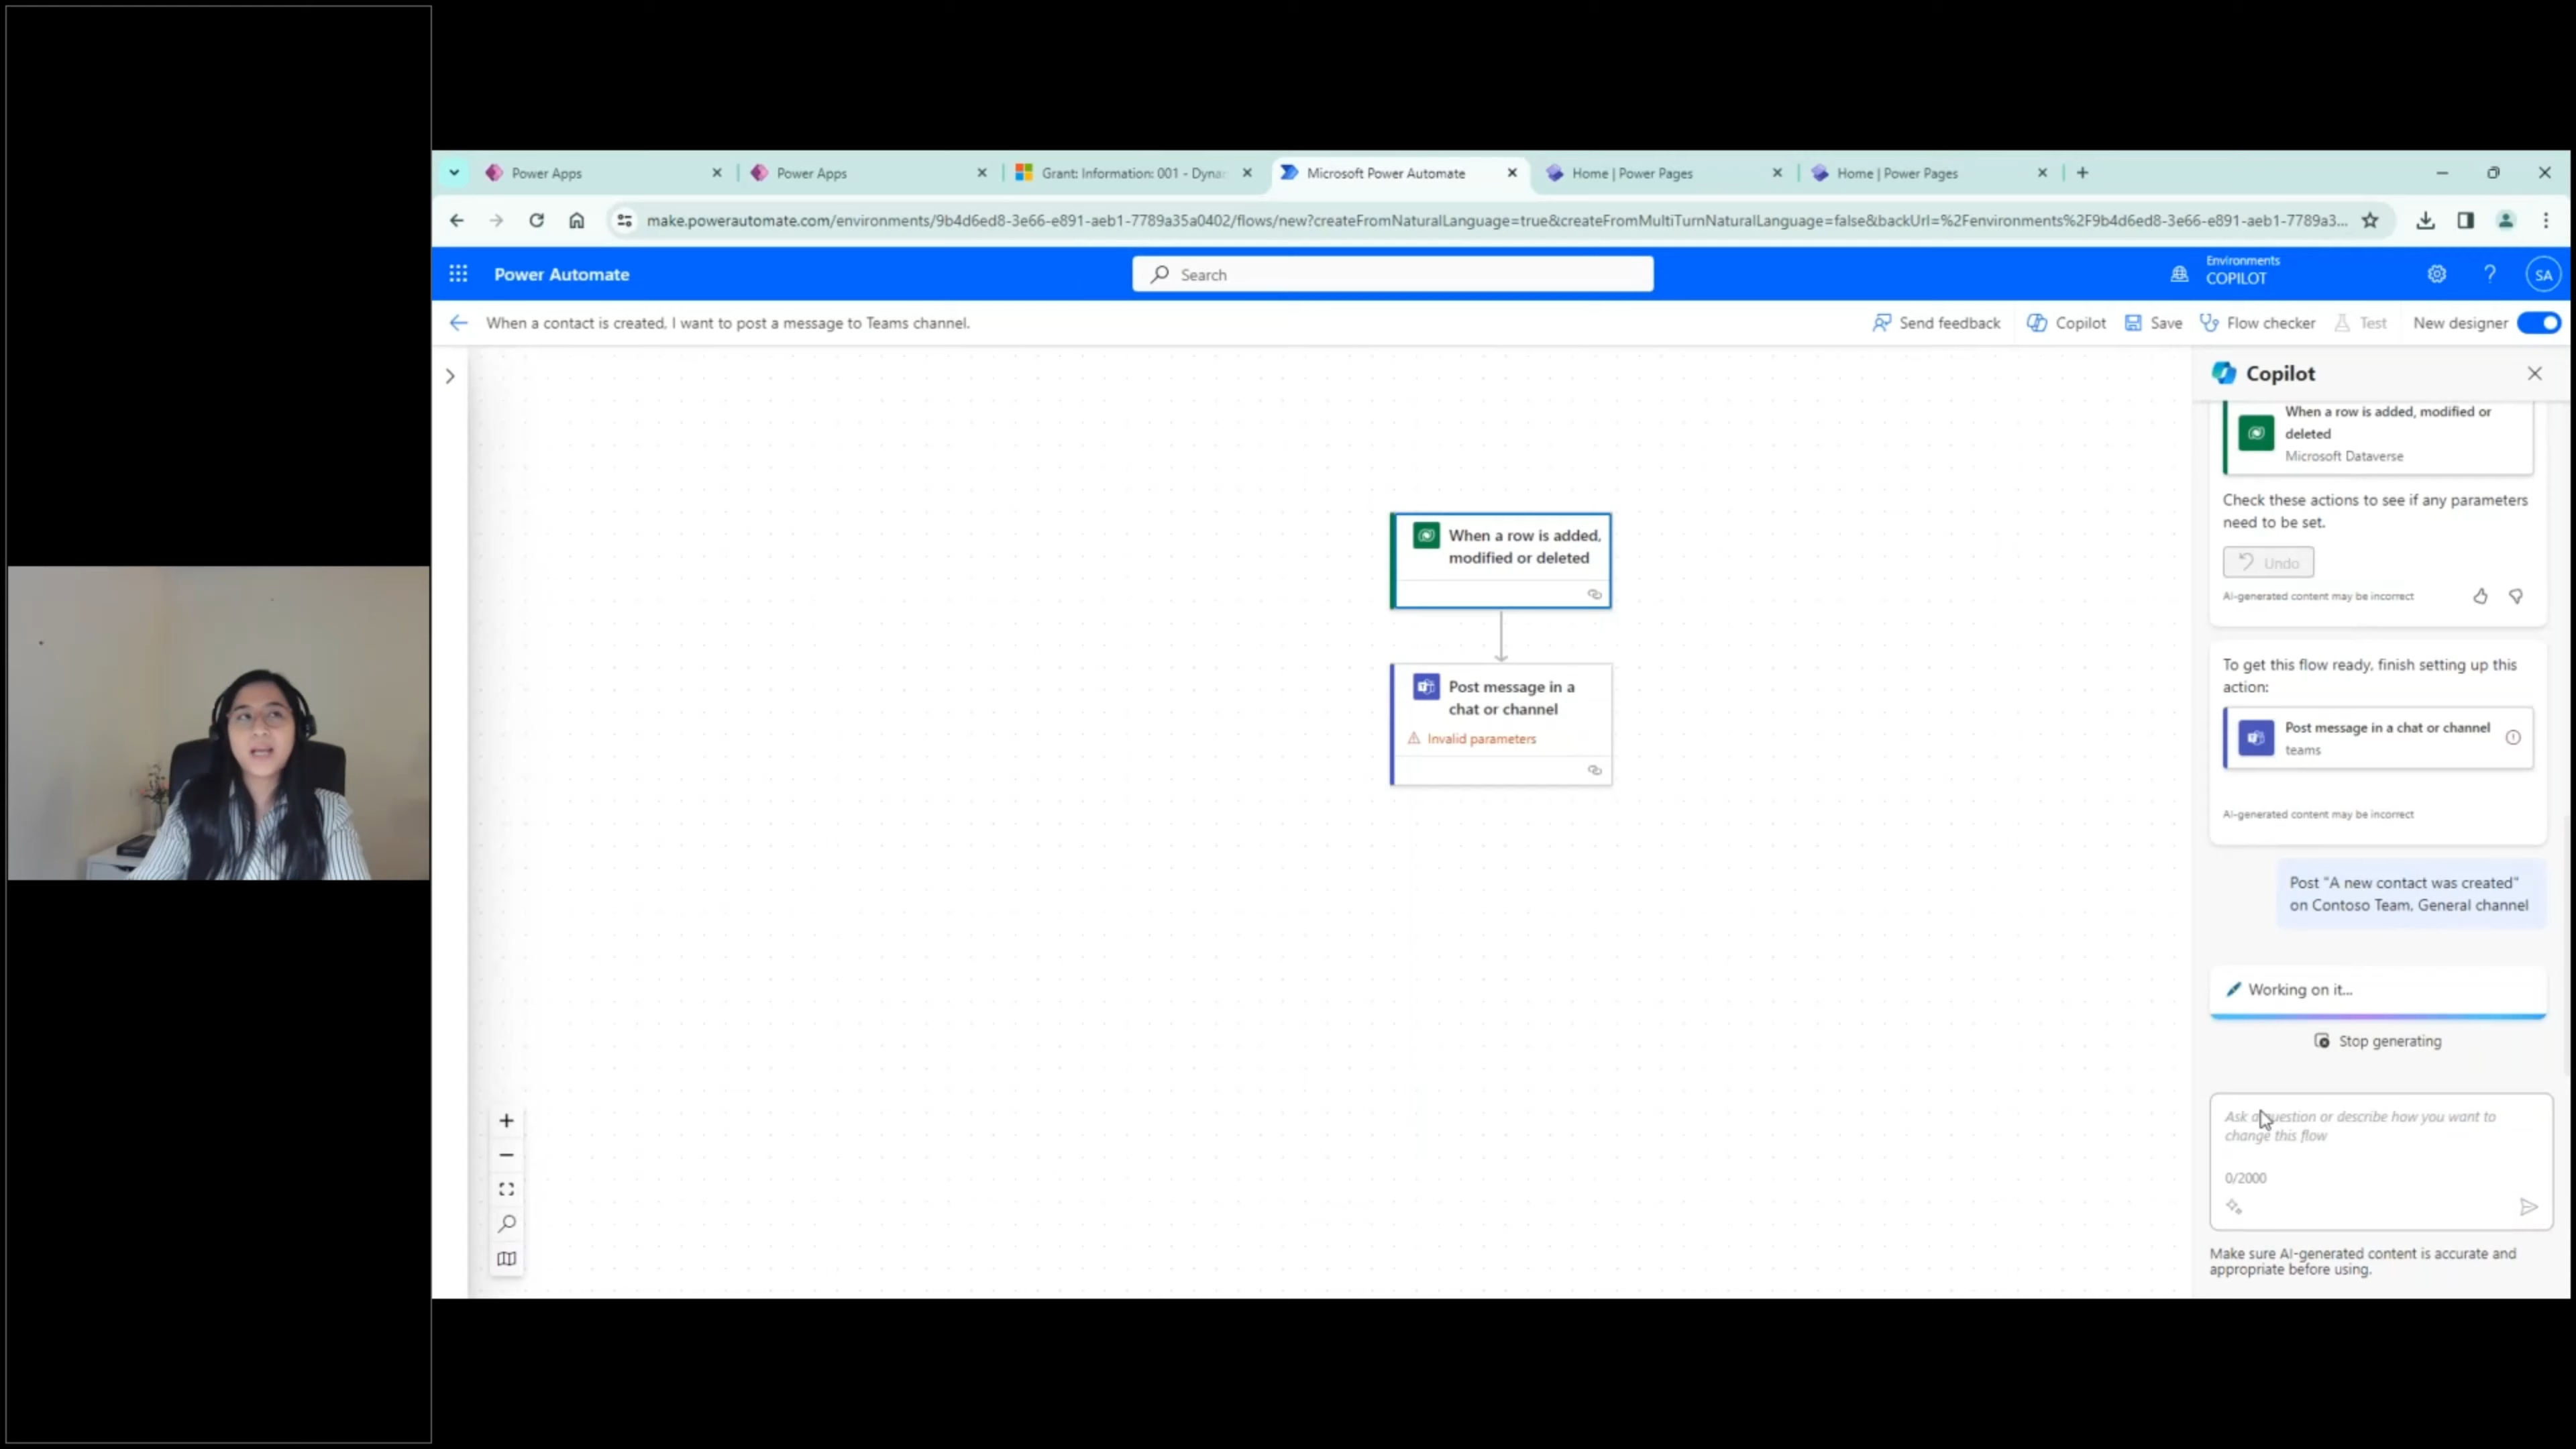 Power Apps
Power Apps
Grant: Information: 001 - Dyna
Microsoft Power Automate
Home | Power Pages
Home | Power Pages
make.powerautomate.com/environments/9b4d6ed8-3e66-e891-aeb1-7789a35a0402/flows/new?createFromNaturalLanguage=true&createFromMultiTurnNaturalLanguage=false&backUrl=%2Fenvironments%2F9b4d6ed8-3e66-e891-aeb1-7789a3...
Power Automate
Search
Environments
COPILOT
SA
When a contact is created, I want to post a message to Teams channel.
Send feedback
Copilot
Save
Flow checker
Test
New designer
When a row is added,
modified or deleted
Post message in a
chat or channel
Invalid parameters
Copilot
When a row is added, modified or
deleted
Microsoft Dataverse
Check these actions to see if any parameters
need to be set.
Undo
AI-generated content may be incorrect
To get this flow ready, finish setting up this
action:
Post message in a chat or channel
teams
AI-generated content may be incorrect
Post "A new contact was created"
on Contoso Team, General channel
Working on it...
Stop generating
Ask a question or describe how you want to
change this flow
0/2000
Make sure AI-generated content is accurate and
appropriate before using.